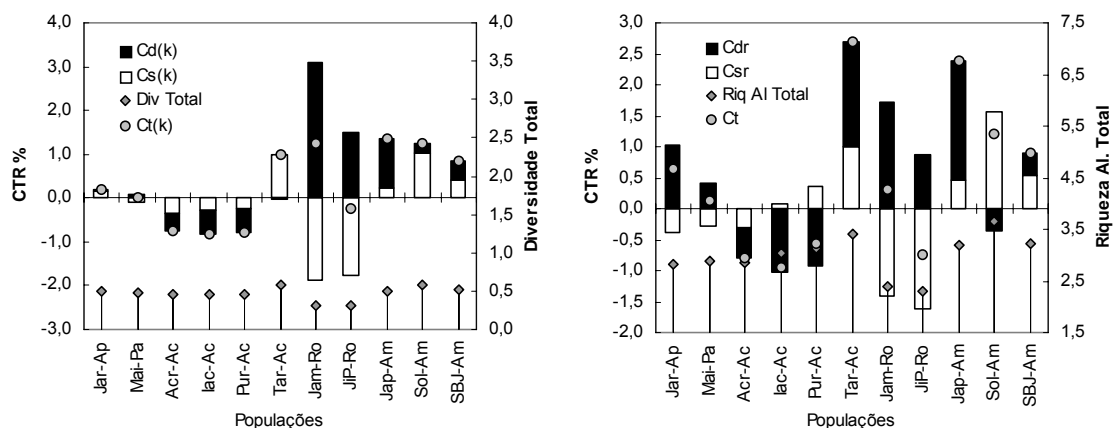 4,0
3,0
2,0
1,0
0,0
-1,0
-2,0
-3,0
CTR %
Cd(k)
Cs(k)
Div Total
Ct(k)
4,0
3,5
3,0
2,5
2,0
1,5
1,0
0,5
0,0
Diversidade Total
Jar-Ap
Mai-Pa
Acr-Ac
Iac-Ac
Pur-Ac
Tar-Ac
Jam-Ro
JiP-Ro
Jap-Am
Sol-Am
SBJ-Am
Populações
3,0
2,5
2,0
1,5
1,0
0,5
0,0
-0,5
-1,0
-1,5
-2,0
CTR %
Cdr
Csr
Riq Al Total
Ct
7,5
6,5
5,5
4,5
3,5
2,5
1,5
Riqueza Al. Total
Jar-Ap
Mai-Pa
Acr-Ac
Iac-Ac
Pur-Ac
Tar-Ac
Jam-Ro
JiP-Ro
Jap-Am
Sol-Am
SBJ-Am
Populações